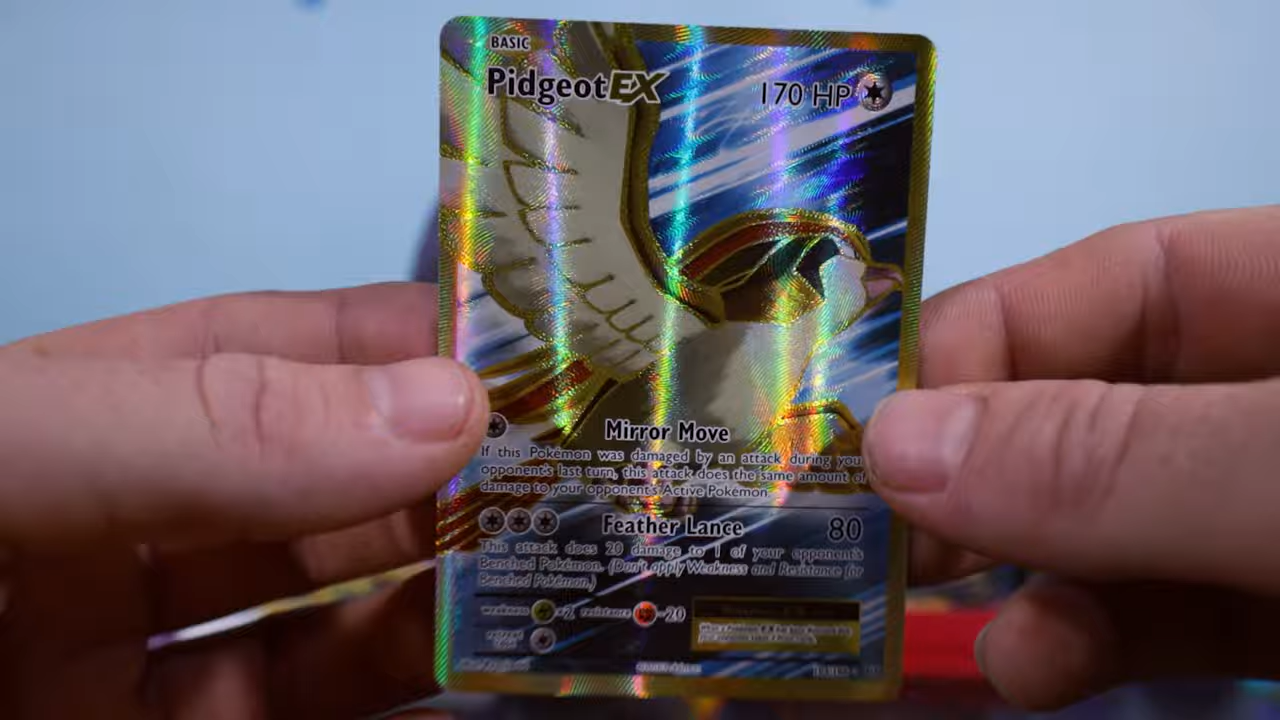 BASIC
PidgeotEX 170 HP
Mirror Move
If this Pokémon was damaged by an attack during you
opponent's last turn, this attack does the same amount of
damage to your opponent's Active Pokémon.
Feather Lance 80
This attack does 20 damage to 1 of your opponent's
Benched Pokémon. (Don't apply Weakness and Resistance for
Benched Pokémon.)
weakness ×2 resistance -20
retreat